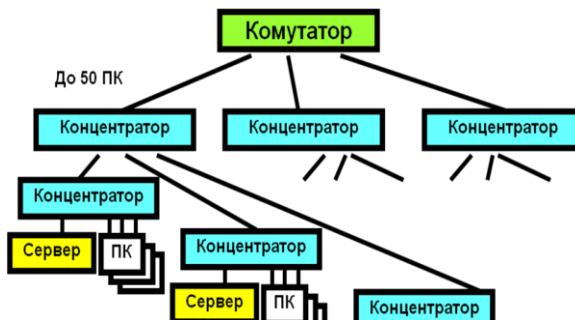 Комутатор
До 50 ПК
Концентратор
Концентратор
Концентратор
Концентратор
Сервер
ПК
Концентратор
Сервер
ПК
Концентратор